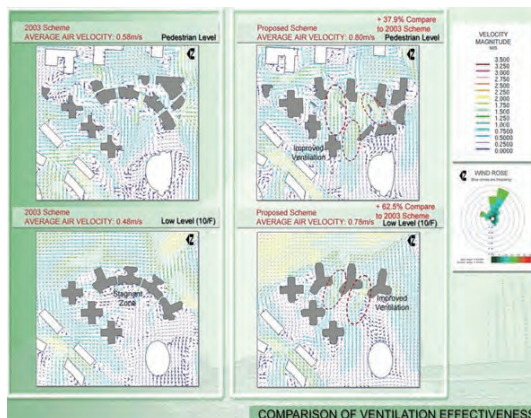 2003 Scheme
AVERAGE AIR VELOCITY: 0.58m/s
Pedestrian Level
Proposed Scheme
AVERAGE AIR VELOCITY: 0.80m/s
+ 37.9% Compare
to 2003 Scheme
Pedestrian Level
Improved
Ventilation
2003 Scheme
AVERAGE AIR VELOCITY: 0.48m/s
Low Level (10/F)
Stagnant
Zone
Proposed Scheme
AVERAGE AIR VELOCITY: 0.78m/s
+ 62.5% Compare
to 2003 Scheme
Low Level (10/F)
Improved
Ventilation
VELOCITY
MAGNITUDE
M/S
3.500
3.250
3.000
2.750
2.500
2.250
2.000
1.750
1.500
1.250
1.000
0.7500
0.5000
0.2500
0.0000
WIND ROSE
COMPARISON OF VENTILATION EFFECTIVENESS